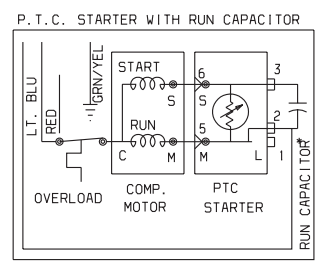 P.T.C. STARTER WITH RUN CAPACITOR
LT. BLU
RED
GRN/YEL
START
S
6
S
3
RUN
C
M
5
M
2
L
1
*
OVERLOAD
COMP.
MOTOR
PTC
STARTER
RUN CAPACITOR